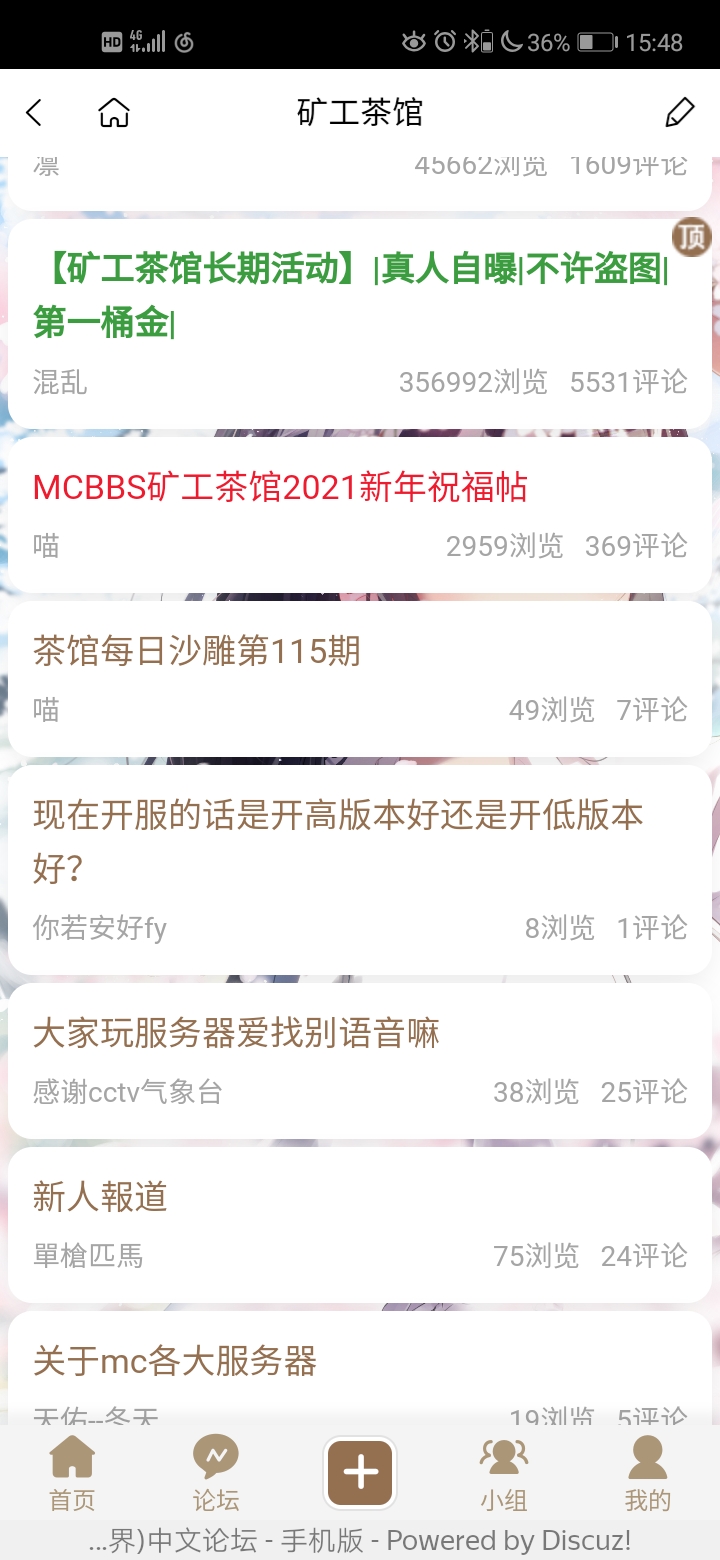 HD 4G 36% 15:48
矿工茶馆
凛 45662浏览 1609评论
顶
【矿工茶馆长期活动】|真人自曝|不许盗图|
第一桶金|
混乱 356992浏览 5531评论
MCBBS矿工茶馆2021新年祝福帖
喵 2959浏览 369评论
茶馆每日沙雕第115期
喵 49浏览 7评论
现在开服的话是开高版本好还是开低版本
好?
你若安好fy 8浏览 1评论
大家玩服务器爱找别语音嘛
感谢cctv气象台 38浏览 25评论
新人報道
單槍匹馬 75浏览 24评论
关于mc各大服务器
天佑--冬天 19浏览 5评论
首页 论坛 小组 我的
...界)中文论坛 - 手机版 - Powered by Discuz!